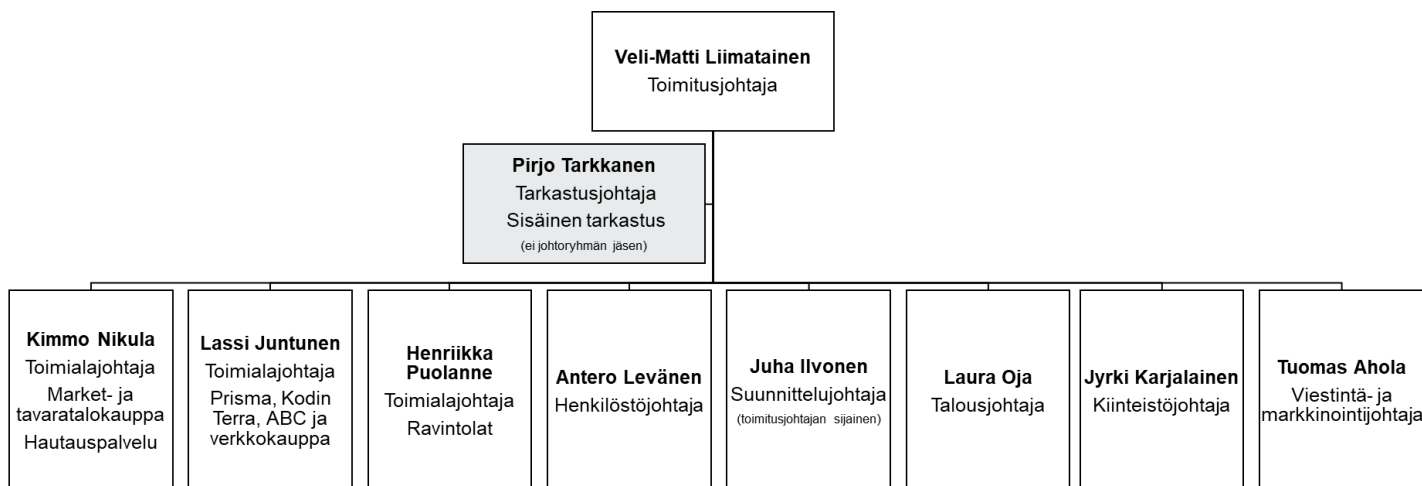 Veli-Matti Liimatainen
Toimitusjohtaja
Pirjo Tarkkanen
Tarkastusjohtaja
Sisäinen tarkastus
(ei johtoryhmän jäsen)
Kimmo Nikula
Toimialajohtaja
Market- ja
tavaratalokauppa
Hautauspalvelu
Lassi Juntunen
Toimialajohtaja
Prisma, Kodin
Terra, ABC ja
verkkokauppa
Henriikka
Puolanne
Toimialajohtaja
Ravintolat
Antero Levänen
Henkilöstöjohtaja
Juha Ilvonen
Suunnittelujohtaja
(toimitusjohtajan sijainen)
Laura Oja
Talousjohtaja
Jyrki Karjalainen
Kiinteistöjohtaja
Tuomas Ahola
Viestintä- ja
markkinointijohtaja